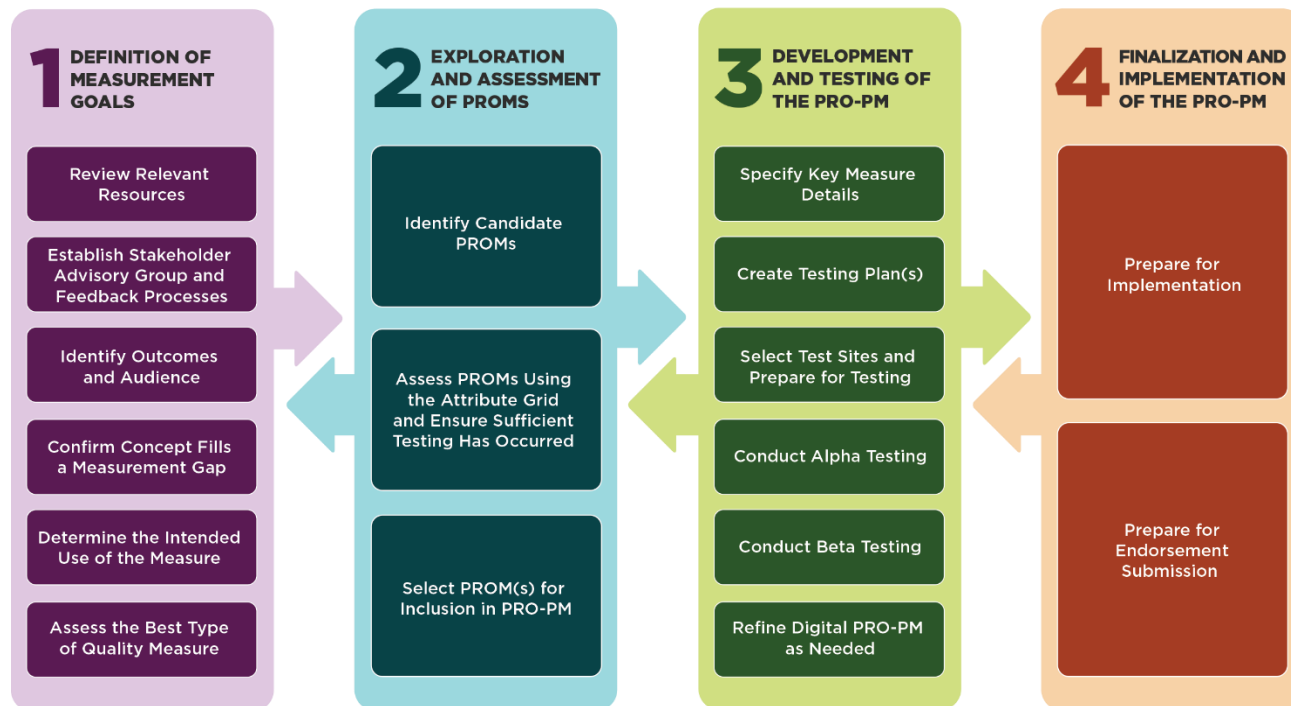 1
DEFINITION OF
MEASUREMENT
GOALS
Review Relevant
Resources
Establish Stakeholder
Advisory Group and
Feedback Processes
Identify Outcomes
and Audience
Confirm Concept Fills
a Measurement Gap
Determine the Intended
Use of the Measure
Assess the Best Type
of Quality Measure
2
EXPLORATION
AND ASSESSMENT
OF PROMS
Identify Candidate
PROMs
Assess PROMs Using
the Attribute Grid
and Ensure Sufficient
Testing Has Occurred
Select PROM(s) for
Inclusion in PRO-PM
3
DEVELOPMENT
AND TESTING OF
THE PRO-PM
Specify Key Measure
Details
Create Testing Plan(s)
Select Test Sites and
Prepare for Testing
Conduct Alpha Testing
Conduct Beta Testing
Refine Digital PRO-PM
as Needed
4
FINALIZATION AND
IMPLEMENTATION
OF THE PRO-PM
Prepare for
Implementation
Prepare for
Endorsement
Submission